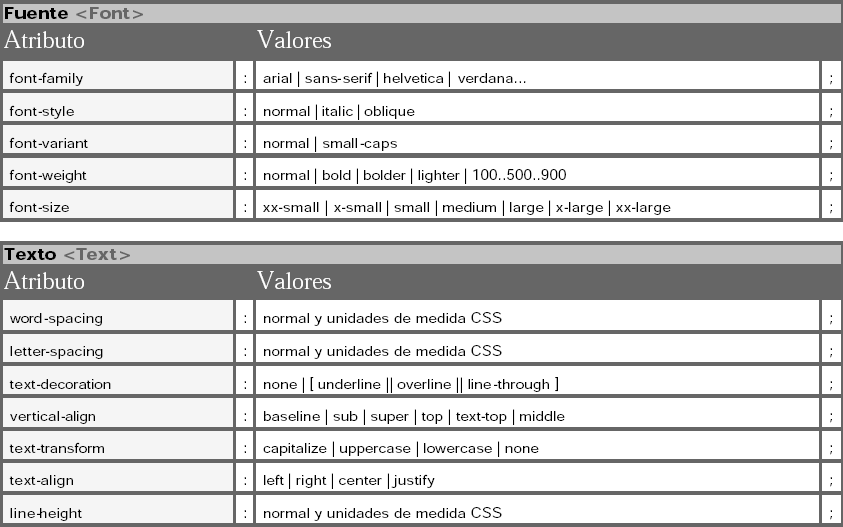 Fuente <Font>
Atributo Valores
font-family : arial | sans-serif | helvetica | verdana... ;
font-style : normal | italic | oblique ;
font-variant : normal | small-caps ;
font-weight : normal | bold | bolder | lighter | 100..500..900 ;
font-size : xx-small | x-small | small | medium | large | x-large | xx-large ;
Texto <Text>
Atributo Valores
word-spacing : normal y unidades de medida CSS ;
letter-spacing : normal y unidades de medida CSS ;
text-decoration : none | [ underline || overline || line-through ] ;
vertical-align : baseline | sub | super | top | text-top | middle ;
text-transform : capitalize | uppercase | lowercase | none ;
text-align : left | right | center | justify ;
line-height : normal y unidades de medida CSS ;